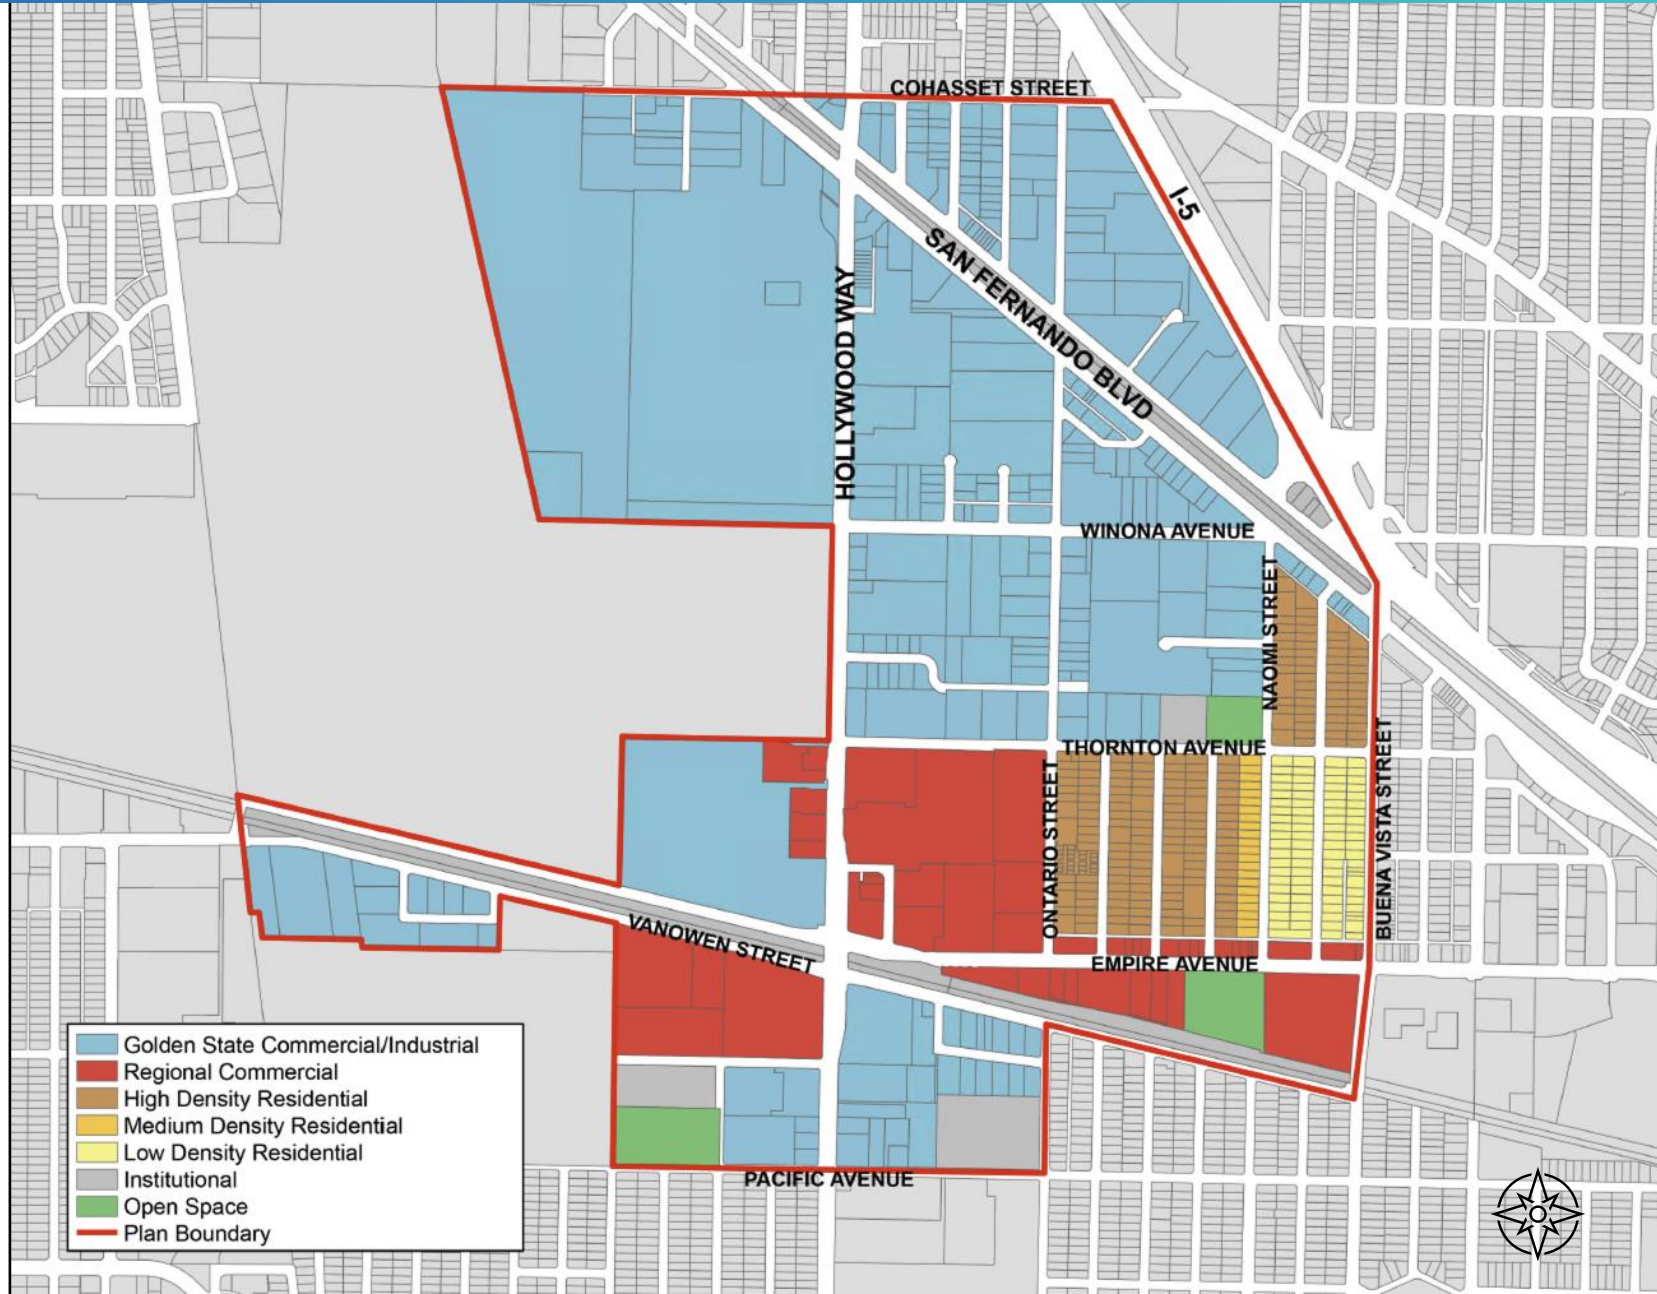 COHASSET STREET
I-5
SAN FERNANDO BLVD
HOLLYWOOD WAY
WINONA AVENUE
NAOMI STREET
THORNTON AVENUE
ONTARIO STREET
BUENA VISTA STREET
VANOWEN STREET
EMPIRE AVENUE
PACIFIC AVENUE
Golden State Commercial/Industrial
Regional Commercial
High Density Residential
Medium Density Residential
Low Density Residential
Institutional
Open Space
Plan Boundary